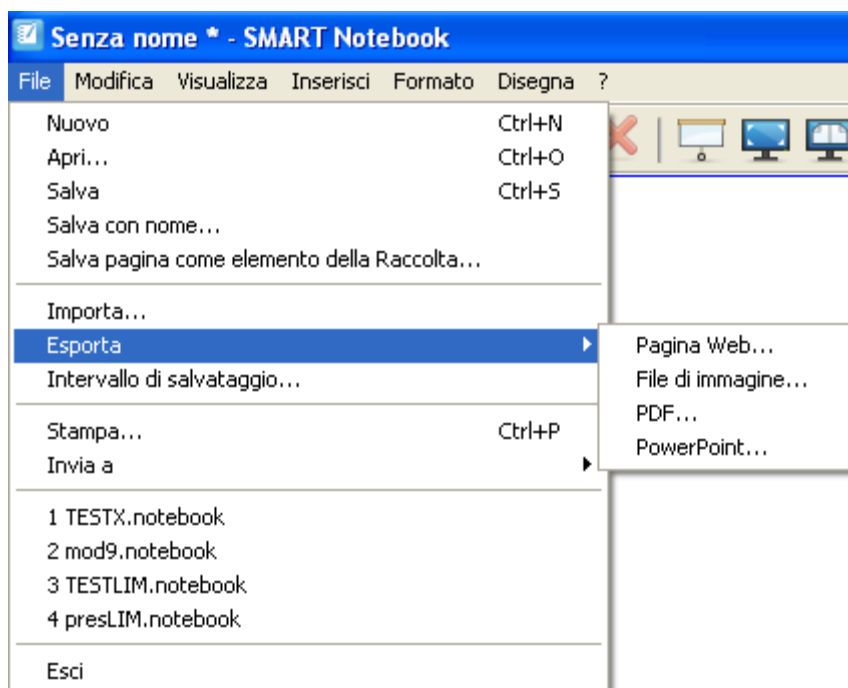 Senza nome * - SMART Notebook
File Modifica Visualizza Inserisci Formato Disegna ?
Nuovo Ctrl+N
Apri... Ctrl+O
Salva Ctrl+S
Salva con nome...
Salva pagina come elemento della Raccolta...
Importa...
Esporta
Intervallo di salvataggio...
Stampa... Ctrl+P
Invia a
1 TESTX.notebook
2 mod9.notebook
3 TESTLIM.notebook
4 presLIM.notebook
Esci
Pagina Web...
File di immagine...
PDF...
PowerPoint...